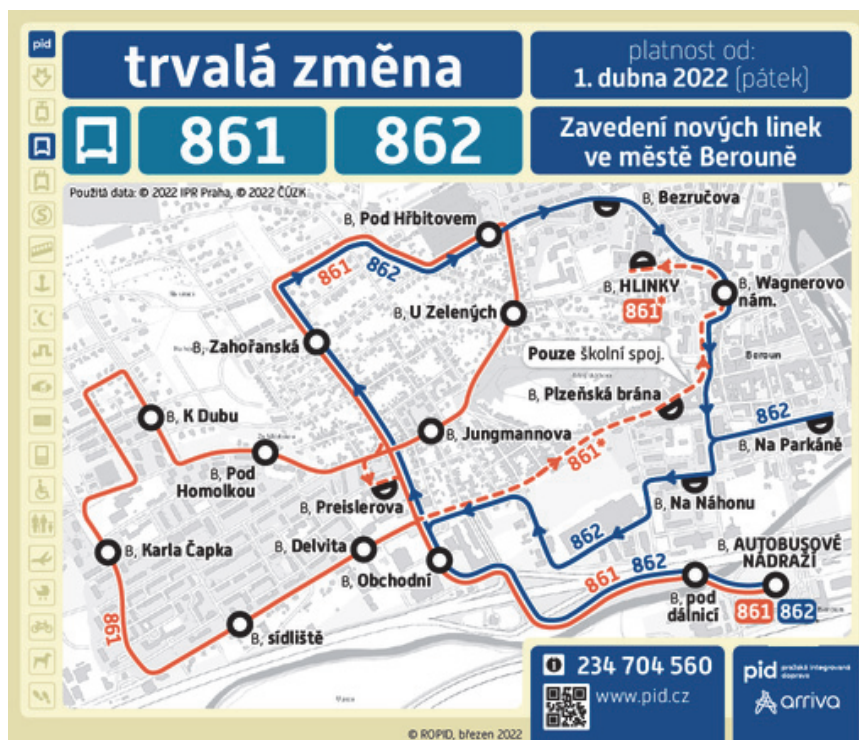 pid
trvalá změna
platnost od:
1. dubna 2022 (pátek)
861
862
Zavedení nových linek
ve městě Berouně
Použitá data: © 2022 IPR Praha, © 2022 ČÚZK
B, Pod Hřbitovem
B, Bezručova
861
862
B, HLINKY
861*
B, Wagnerovo
nám.
B, U Zelených
B, Zahořanská
Pouze školní spoj.
Beroun
B, Plzeňská brána
B, K Dubu
B, Jungmannova
862
B, Na Parkáně
B, Pod
Homolkou
861*
B, Preislerova
B, Na Náhonu
B, Karla Čapka
B, Delvita
862
B, AUTOBUSOVÉ
NÁDRAŽÍ
B, Obchodní
861
862
B, pod
dálnicí
861
862
861
B, sídliště
234 704 560
www.pid.cz
pid pražská integrovaná
doprava
arriva
© ROPID, březen 2022